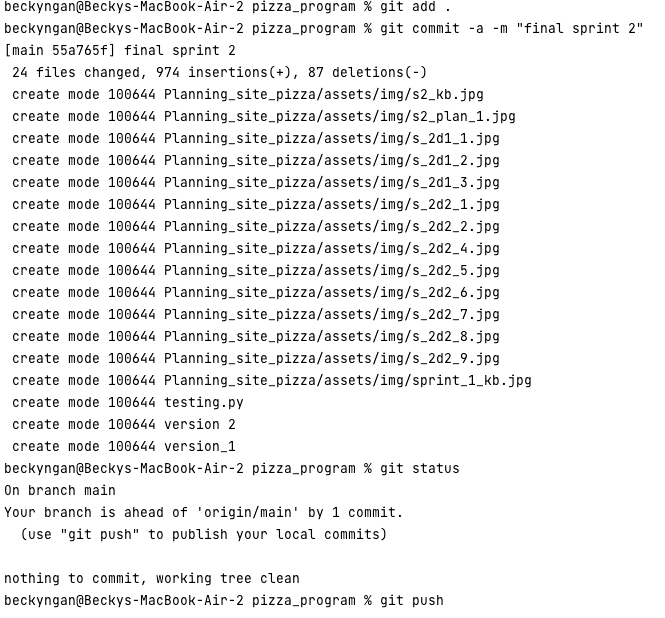 beckyngan@Beckys-MacBook-Air-2 pizza_program % git add .
beckyngan@Beckys-MacBook-Air-2 pizza_program % git commit -a -m "final sprint 2"
[main 55a765f] final sprint 2
 24 files changed, 974 insertions(+), 87 deletions(-)
 create mode 100644 Planning_site_pizza/assets/img/s2_kb.jpg
 create mode 100644 Planning_site_pizza/assets/img/s2_plan_1.jpg
 create mode 100644 Planning_site_pizza/assets/img/s_2d1_1.jpg
 create mode 100644 Planning_site_pizza/assets/img/s_2d1_2.jpg
 create mode 100644 Planning_site_pizza/assets/img/s_2d1_3.jpg
 create mode 100644 Planning_site_pizza/assets/img/s_2d2_1.jpg
 create mode 100644 Planning_site_pizza/assets/img/s_2d2_2.jpg
 create mode 100644 Planning_site_pizza/assets/img/s_2d2_4.jpg
 create mode 100644 Planning_site_pizza/assets/img/s_2d2_5.jpg
 create mode 100644 Planning_site_pizza/assets/img/s_2d2_6.jpg
 create mode 100644 Planning_site_pizza/assets/img/s_2d2_7.jpg
 create mode 100644 Planning_site_pizza/assets/img/s_2d2_8.jpg
 create mode 100644 Planning_site_pizza/assets/img/s_2d2_9.jpg
 create mode 100644 Planning_site_pizza/assets/img/sprint_1_kb.jpg
 create mode 100644 testing.py
 create mode 100644 version 2
 create mode 100644 version_1
beckyngan@Beckys-MacBook-Air-2 pizza_program % git status
On branch main
Your branch is ahead of 'origin/main' by 1 commit.
  (use "git push" to publish your local commits)

nothing to commit, working tree clean
beckyngan@Beckys-MacBook-Air-2 pizza_program % git push